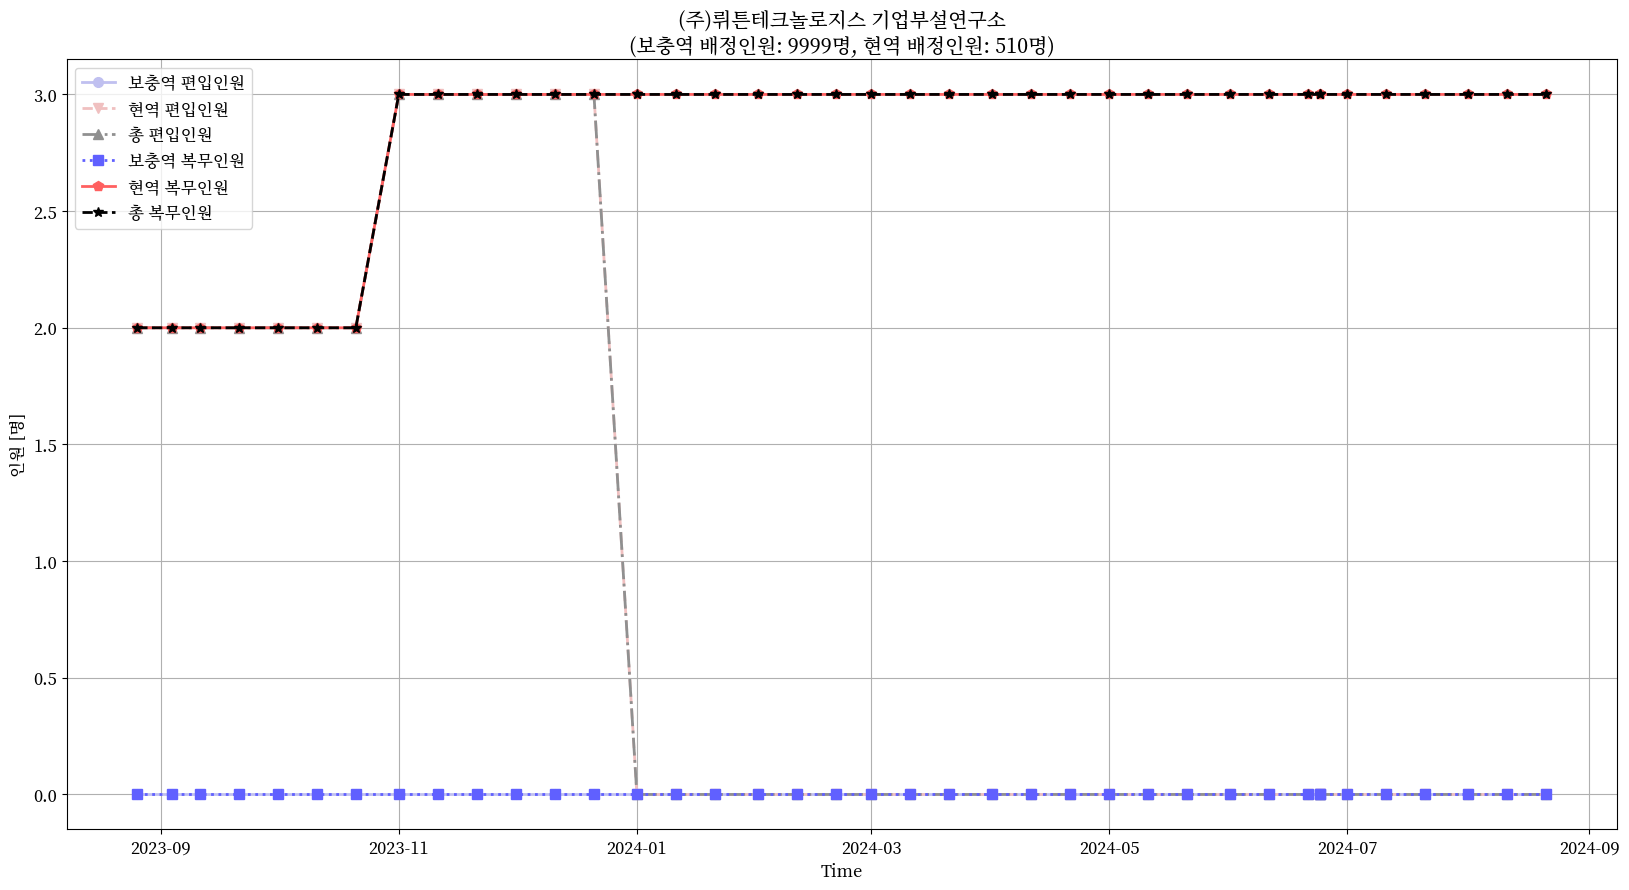 (주)뤼튼테크놀로지스 기업부설연구소
(보충역 배정인원: 9999명, 현역 배정인원: 510명)
보충역 편입인원
현역 편입인원
총 편입인원
보충역 복무인원
현역 복무인원
총 복무인원
인원 [명]
3.0
2.5
2.0
1.5
1.0
0.5
0.0
2023-09
2023-11
2024-01
2024-03
2024-05
2024-07
2024-09
Time